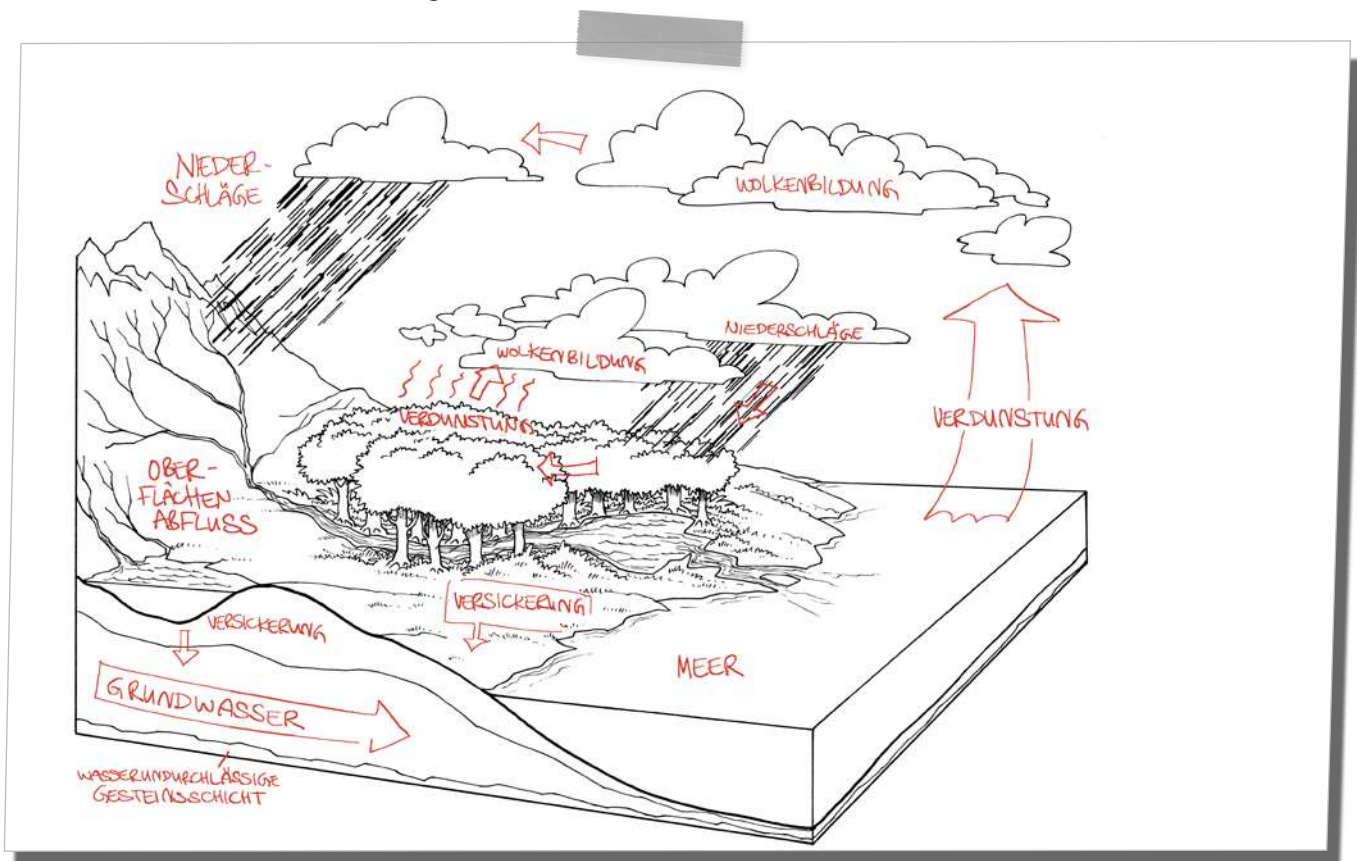 NIEDER-
SCHLÄGE
WOLKENBILDUNG
NIEDERSCHLÄGE
WOLKENBILDUNG
VERDUNSTUNG
VERDUNSTUNG
OBER-
FLÄCHEN
ABFLUSS
VERSICKERUNG
VERSICKERUNG
MEER
GRUNDWASSER
WASSERUNDURCHLÄSSIGE
GESTEINSSCHICHT